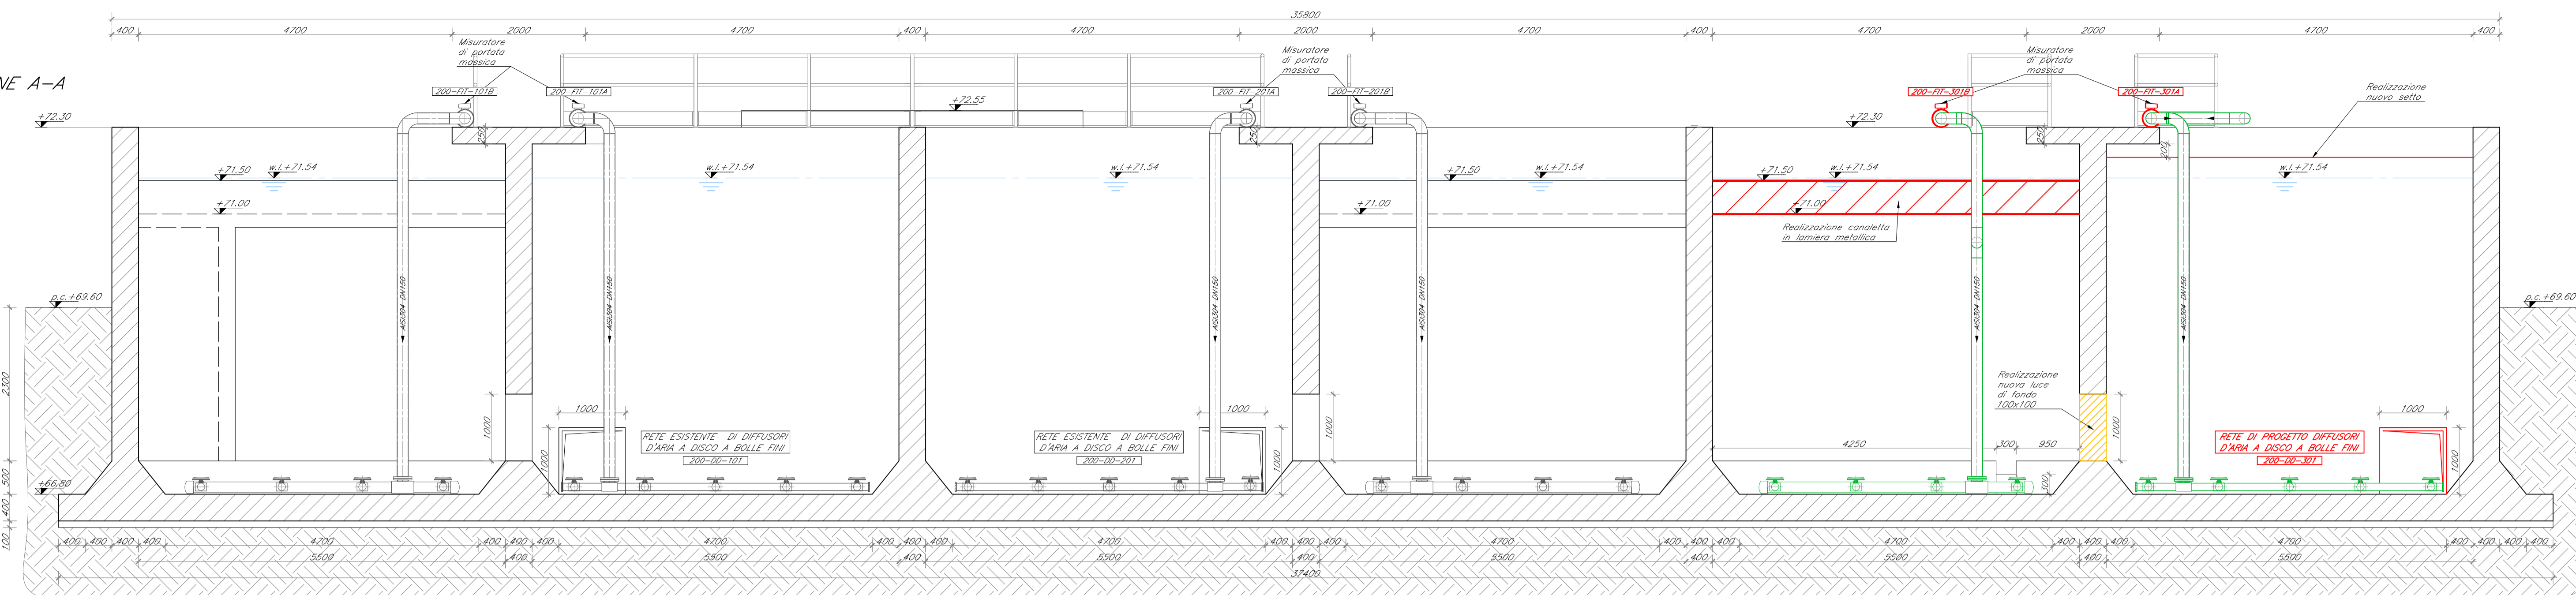 35800
400 4700 2000 4700 400 4700 2000 4700 400 4700 2000 4700 400
NE A-A
Misuratore
di portata
massica
Misuratore
di portata
massica
Misuratore
di portata
massica
Realizzazione
nuovo setto
200-FIT-101B
200-FIT-101A
200-FIT-201A
200-FIT-201B
200-FIT-301B
200-FIT-301A
+72.30
+72.55
+72.30
250
250
250
200
+71.50
w.l.+71.54
w.l.+71.54
w.l.+71.54
+71.50
w.l.+71.54
+71.50
w.l.+71.54
w.l.+71.54
+71.00
+71.00
+71.00
Realizzazione canaletta
in lamiera metallica
p.c.+69.60
p.c.+69.60
AISI304 DN150
AISI304 DN150
AISI304 DN150
AISI304 DN150
AISI304 DN150
AISI304 DN150
Realizzazione
nuova luce
di fondo
100x100
2300
500
400
100
+66.80
1000
1000
1000
RETE ESISTENTE DI DIFFUSORI
D'ARIA A DISCO A BOLLE FINI
200-DD-101
RETE ESISTENTE DI DIFFUSORI
D'ARIA A DISCO A BOLLE FINI
200-DD-201
1000
1000
1000
4250
300
950
300
1000
RETE DI PROGETTO DIFFUSORI
D'ARIA A DISCO A BOLLE FINI
200-DD-301
1000
1000
400 400 400 4700 400 400 400 4700 400 400 400 4700 400 400 400 4700 400 400 400 4700 400 400 400 4700 400 400 400
5500 400 5500 400 5500 400 5500 400 5500 400 5500
37400